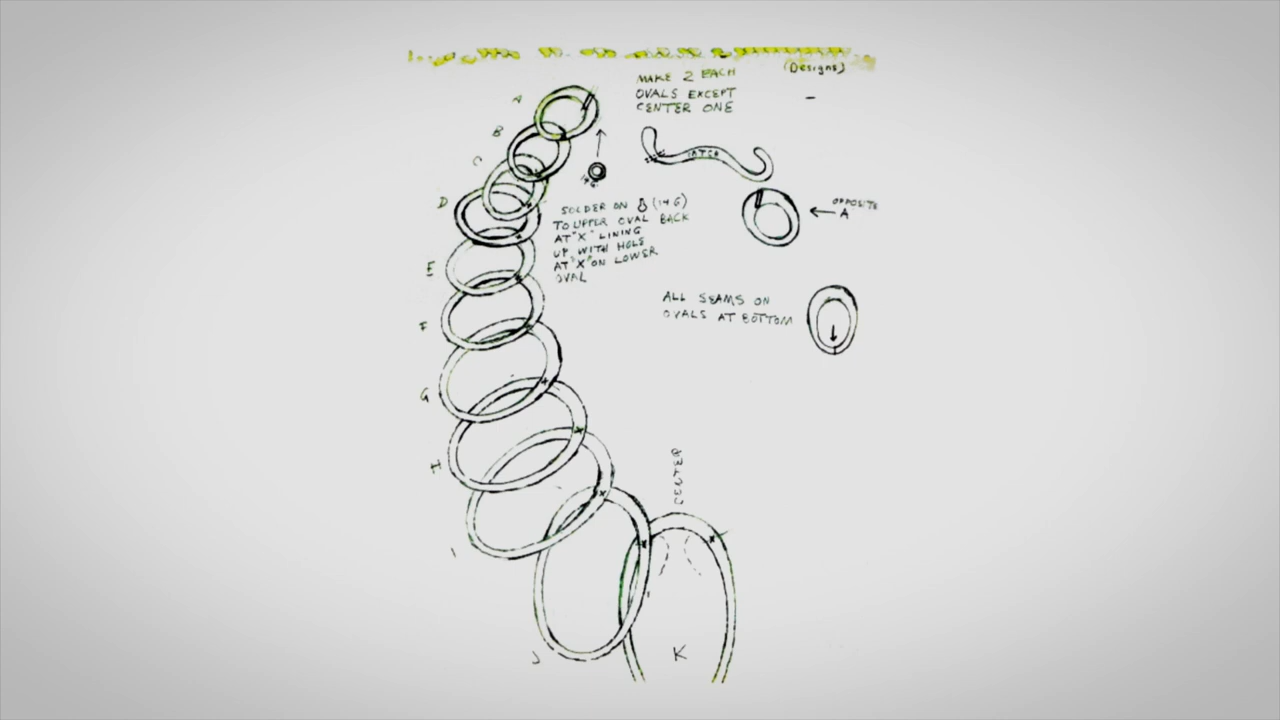 (Designs)
MAKE 2 EACH
OVALS EXCEPT
CENTER ONE
A
B
C
D
E
F
G
H
I
J
K
CENTER
OPPOSITE
A
SOLDER ON (14 G)
TO UPPER OVAL BACK
AT "X" LINING
UP WITH HOLE
AT "X" ON LOWER
OVAL
ALL SEAMS ON
OVALS AT BOTTOM